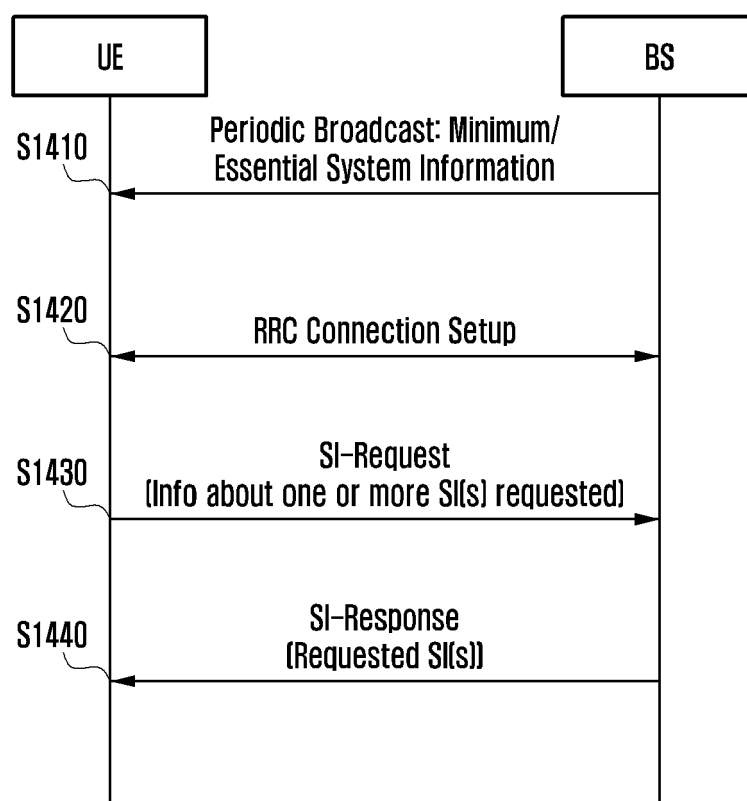 UE
BS
S1410
Periodic Broadcast: Minimum/
Essential System Information
S1420
RRC Connection Setup
S1430
SI-Request
(Info about one or more SI(s) requested)
S1440
SI-Response
(Requested SI(s))